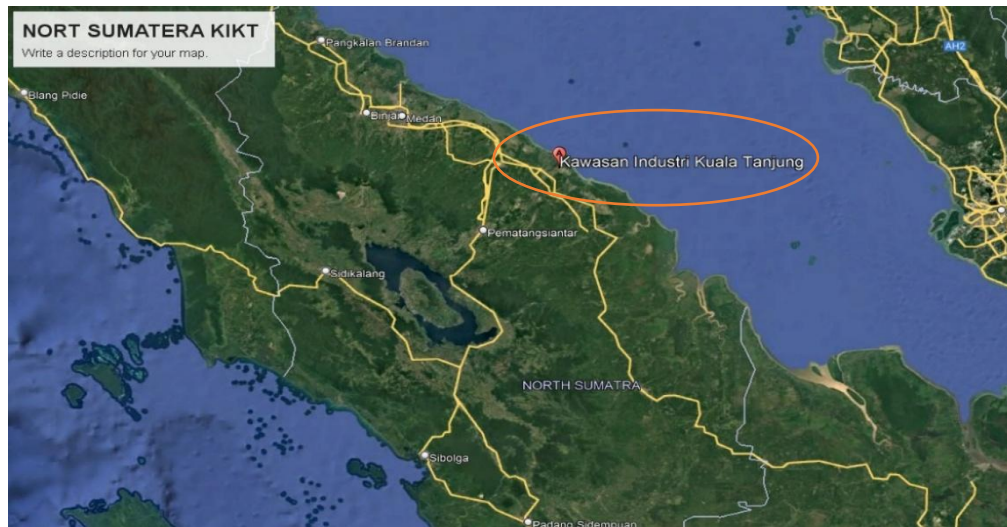 NORT SUMATERA KIKT
Write a description for your map.
Pangkalan Brandan
AH2
Blang Pidie
Binjai
Medan
Kawasan Industri Kuala Tanjung
Pematangsiantar
Sidikalang
NORTH SUMATRA
Sibolga
Padang Sidempuan